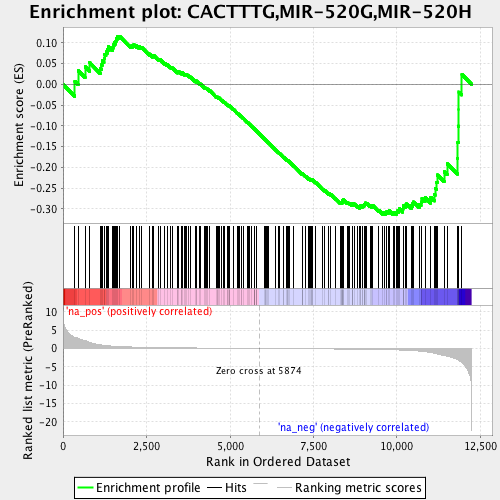 Enrichment plot: CACTTTG,MIR-520G,MIR-520H
Enrichment score (ES)
0.10
0.05
0.00
-0.05
-0.10
-0.15
-0.20
-0.25
-0.30
'na_pos' (positively correlated)
Ranked list metric (PreRanked)
10
5
0
-5
-10
-15
-20
Zero cross at 5874
'na_neg' (negatively correlated)
0
2,500
5,000
7,500
10,000
12,500
Rank in Ordered Dataset
Enrichment profile
Hits
Ranking metric scores